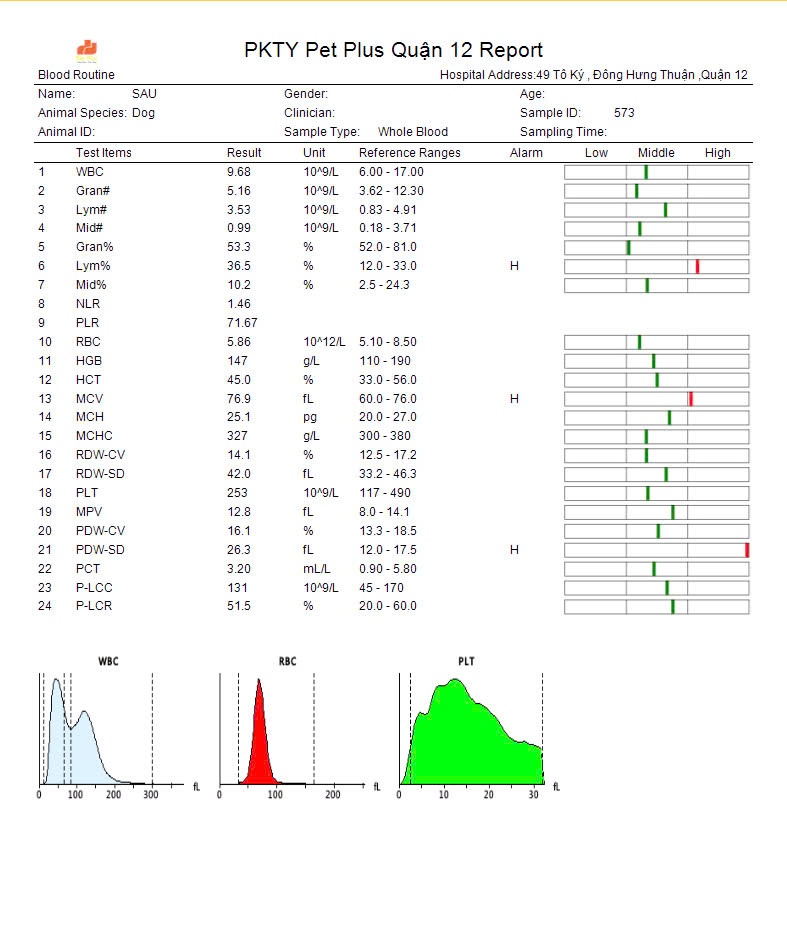 PKTY Pet Plus Quận 12 Report
Blood Routine Hospital Address:49 Tô Ký , Đông Hưng Thuận ,Quận 12
Name: SAU Gender: Age:
Animal Species: Dog Clinician: Sample ID: 573
Animal ID: Sample Type: Whole Blood Sampling Time:
Test Items Result Unit Reference Ranges Alarm Low Middle High
1 WBC 9.68 10^9/L 6.00 - 17.00
2 Gran# 5.16 10^9/L 3.62 - 12.30
3 Lym# 3.53 10^9/L 0.83 - 4.91
4 Mid# 0.99 10^9/L 0.18 - 3.71
5 Gran% 53.3 % 52.0 - 81.0
6 Lym% 36.5 % 12.0 - 33.0 H
7 Mid% 10.2 % 2.5 - 24.3
8 NLR 1.46
9 PLR 71.67
10 RBC 5.86 10^12/L 5.10 - 8.50
11 HGB 147 g/L 110 - 190
12 HCT 45.0 % 33.0 - 56.0
13 MCV 76.9 fL 60.0 - 76.0 H
14 MCH 25.1 pg 20.0 - 27.0
15 MCHC 327 g/L 300 - 380
16 RDW-CV 14.1 % 12.5 - 17.2
17 RDW-SD 42.0 fL 33.2 - 46.3
18 PLT 253 10^9/L 117 - 490
19 MPV 12.8 fL 8.0 - 14.1
20 PDW-CV 16.1 % 13.3 - 18.5
21 PDW-SD 26.3 fL 12.0 - 17.5 H
22 PCT 3.20 mL/L 0.90 - 5.80
23 P-LCC 131 10^9/L 45 - 170
24 P-LCR 51.5 % 20.0 - 60.0
WBC RBC PLT
0 100 200 300 fL 0 100 200 fL 0 10 20 30 fL